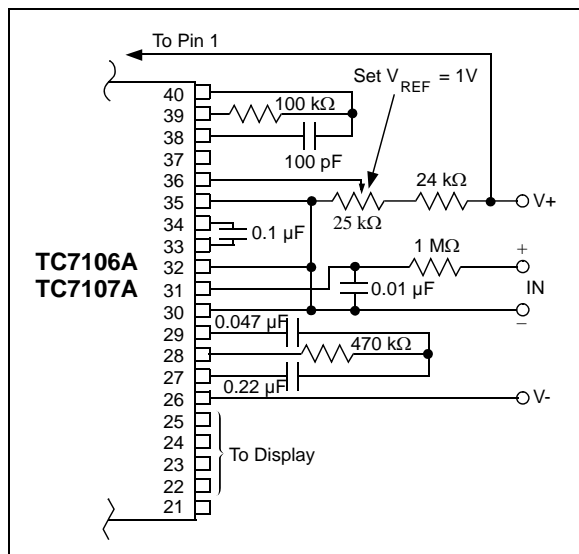 To Pin 1
Set V REF = 1V
40
39
100 kΩ
38
100 pF
37
36
24 kΩ
35
V+
25 kΩ
34
0.1 µF
33
1 MΩ
+
TC7106A
TC7107A
32
31
0.01 µF
IN
30
–
29
0.047 µF
28
470 kΩ
27
0.22 µF
26
V-
25
24
To Display
23
22
21